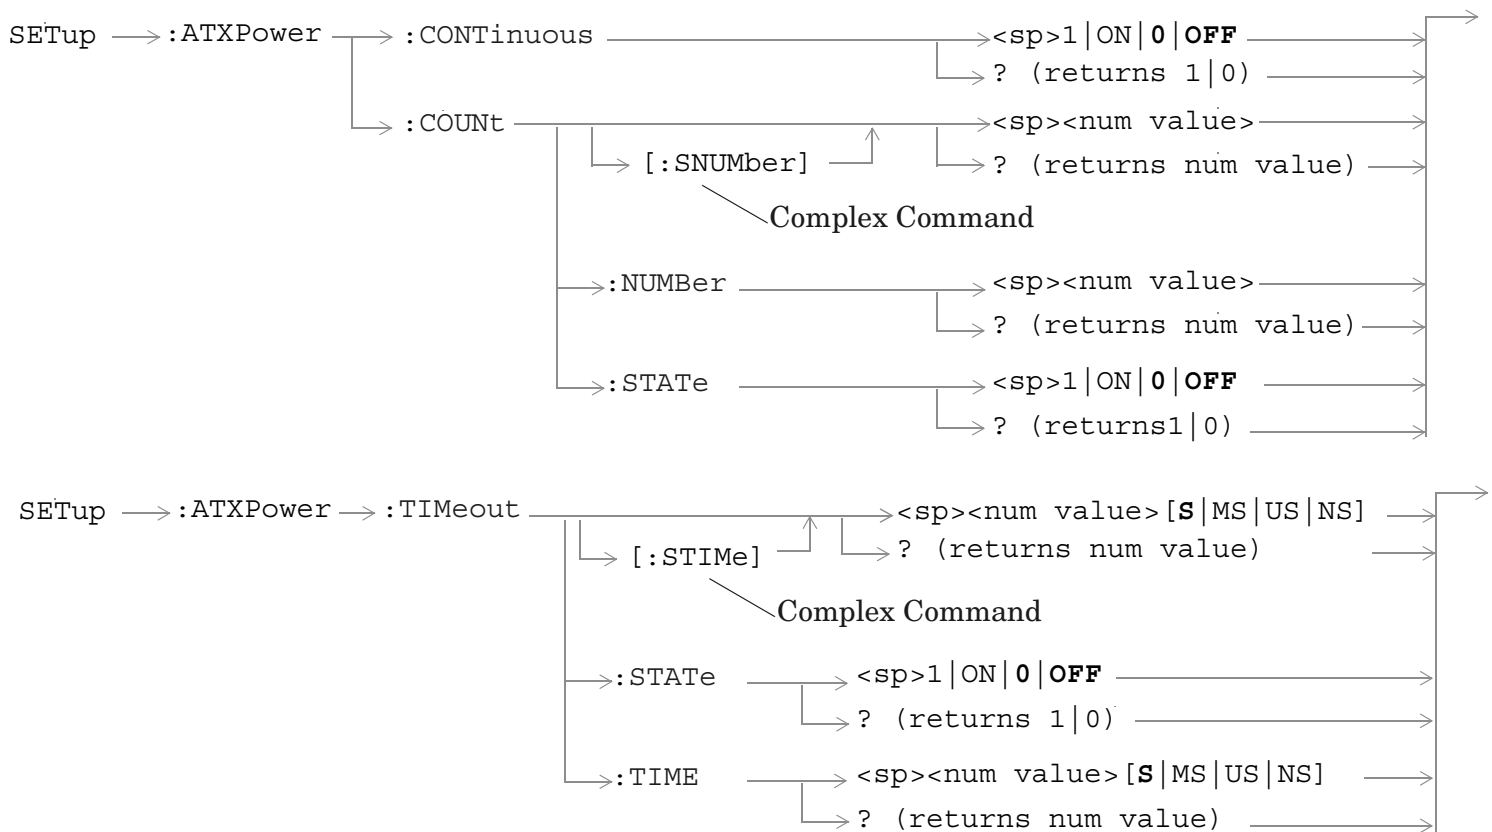 SETup :ATXPower :CONTinuous <sp>1|ON|0|OFF
? (returns 1|0)
:COUNt <sp><num value>
[:SNUMber] ? (returns num value)
Complex Command
:NUMBer <sp><num value>
? (returns num value)
:STATe <sp>1|ON|0|OFF
? (returns1|0)
SETup :ATXPower :TIMeout <sp><num value>[S|MS|US|NS]
[:STIMe] ? (returns num value)
Complex Command
:STATe <sp>1|ON|0|OFF
? (returns 1|0)
:TIME <sp><num value>[S|MS|US|NS]
? (returns num value)